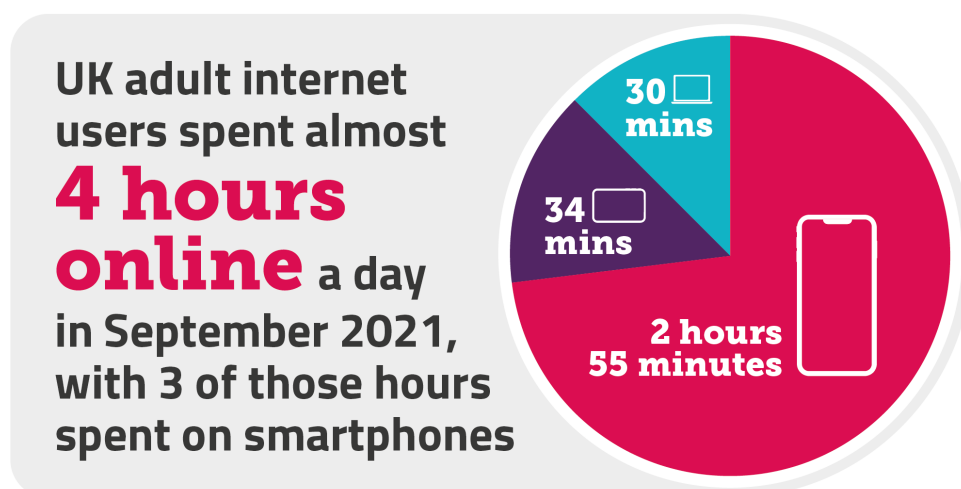 UK adult internet
users spent almost
4 hours
online a day
in September 2021,
with 3 of those hours
spent on smartphones
30
mins
34
mins
2 hours
55 minutes